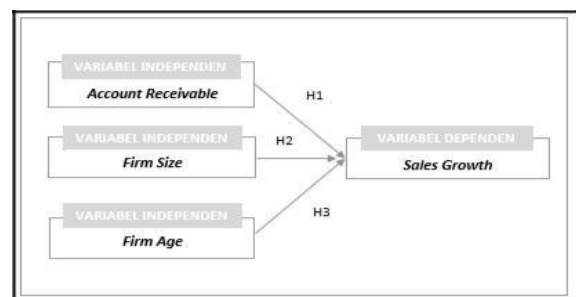 VARIABEL INDEPENDEN
Account Receivable
H1
VARIABEL INDEPENDEN
Firm Size
H2
VARIABEL DEPENDEN
Sales Growth
VARIABEL INDEPENDEN
Firm Age
H3